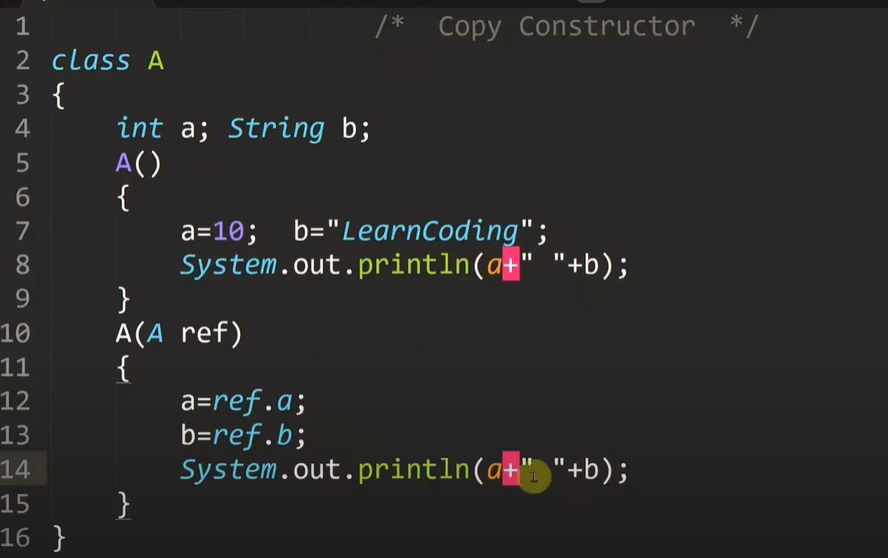 1 /* Copy Constructor */
2 class A
3 {
4 int a; String b;
5 A()
6 {
7 a=10; b="LearnCoding";
8 System.out.println(a+" "+b);
9 }
10 A(A ref)
11 {
12 a=ref.a;
13 b=ref.b;
14 System.out.println(a+" "+b);
15 }
16 }